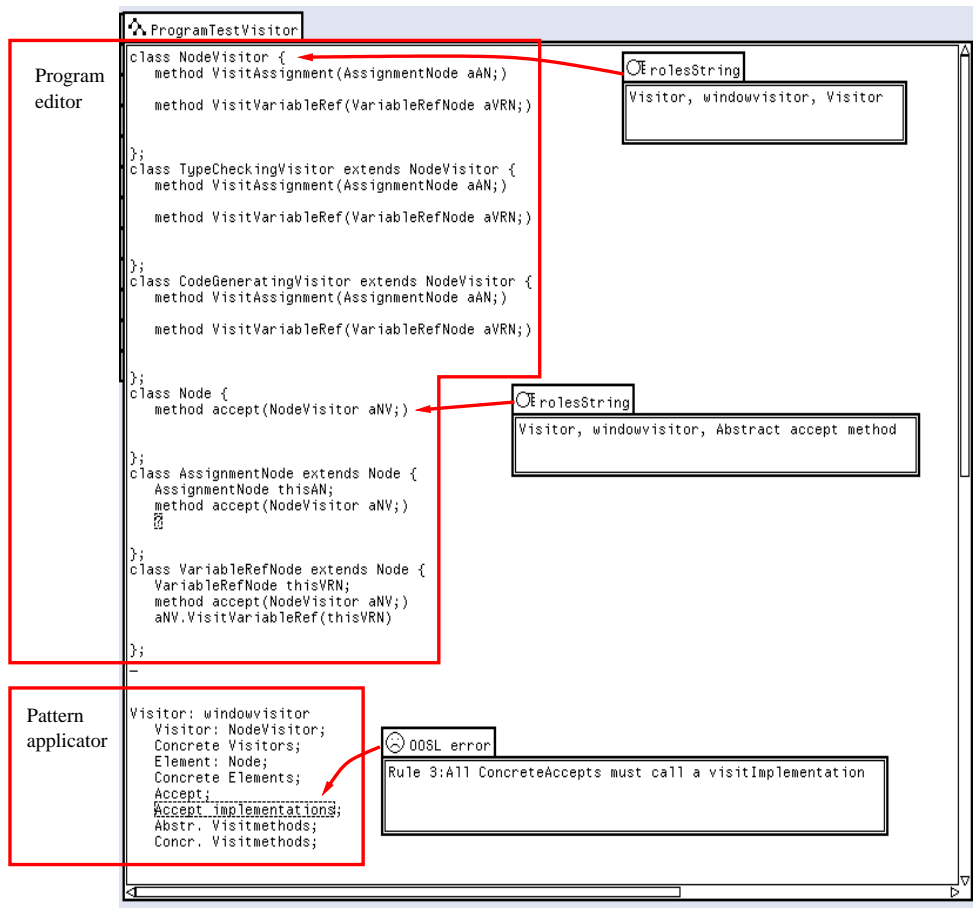 ProgramTestVisitor
Program
editor
class NodeVisitor {
method VisitAssignment(AssignmentNode aAN;)
method VisitVariableRef(VariableRefNode aVRN;)
};
class TypeCheckingVisitor extends NodeVisitor {
method VisitAssignment(AssignmentNode aAN;)
method VisitVariableRef(VariableRefNode aVRN;)
};
class CodeGeneratingVisitor extends NodeVisitor {
method VisitAssignment(AssignmentNode aAN;)
method VisitVariableRef(VariableRefNode aVRN;)
};
class Node {
method accept(NodeVisitor aNV;)
};
class AssignmentNode extends Node {
AssignmentNode thisAN;
method accept(NodeVisitor aNV;)
?
};
class VariableRefNode extends Node {
VariableRefNode thisVRN;
method accept(NodeVisitor aNV;)
aNV.VisitVariableRef(thisVRN)
};
rolesString
Visitor, windowvisitor, Visitor
rolesString
Visitor, windowvisitor, Abstract accept method
Pattern
applicator
Visitor: windowvisitor
Visitor: NodeVisitor;
Concrete Visitors;
Element: Node;
Concrete Elements;
Accept;
Accept implementations;
Abstr. Visitmethods;
Concr. Visitmethods;
OOSL error
Rule 3:All ConcreteAccepts must call a visitImplementation